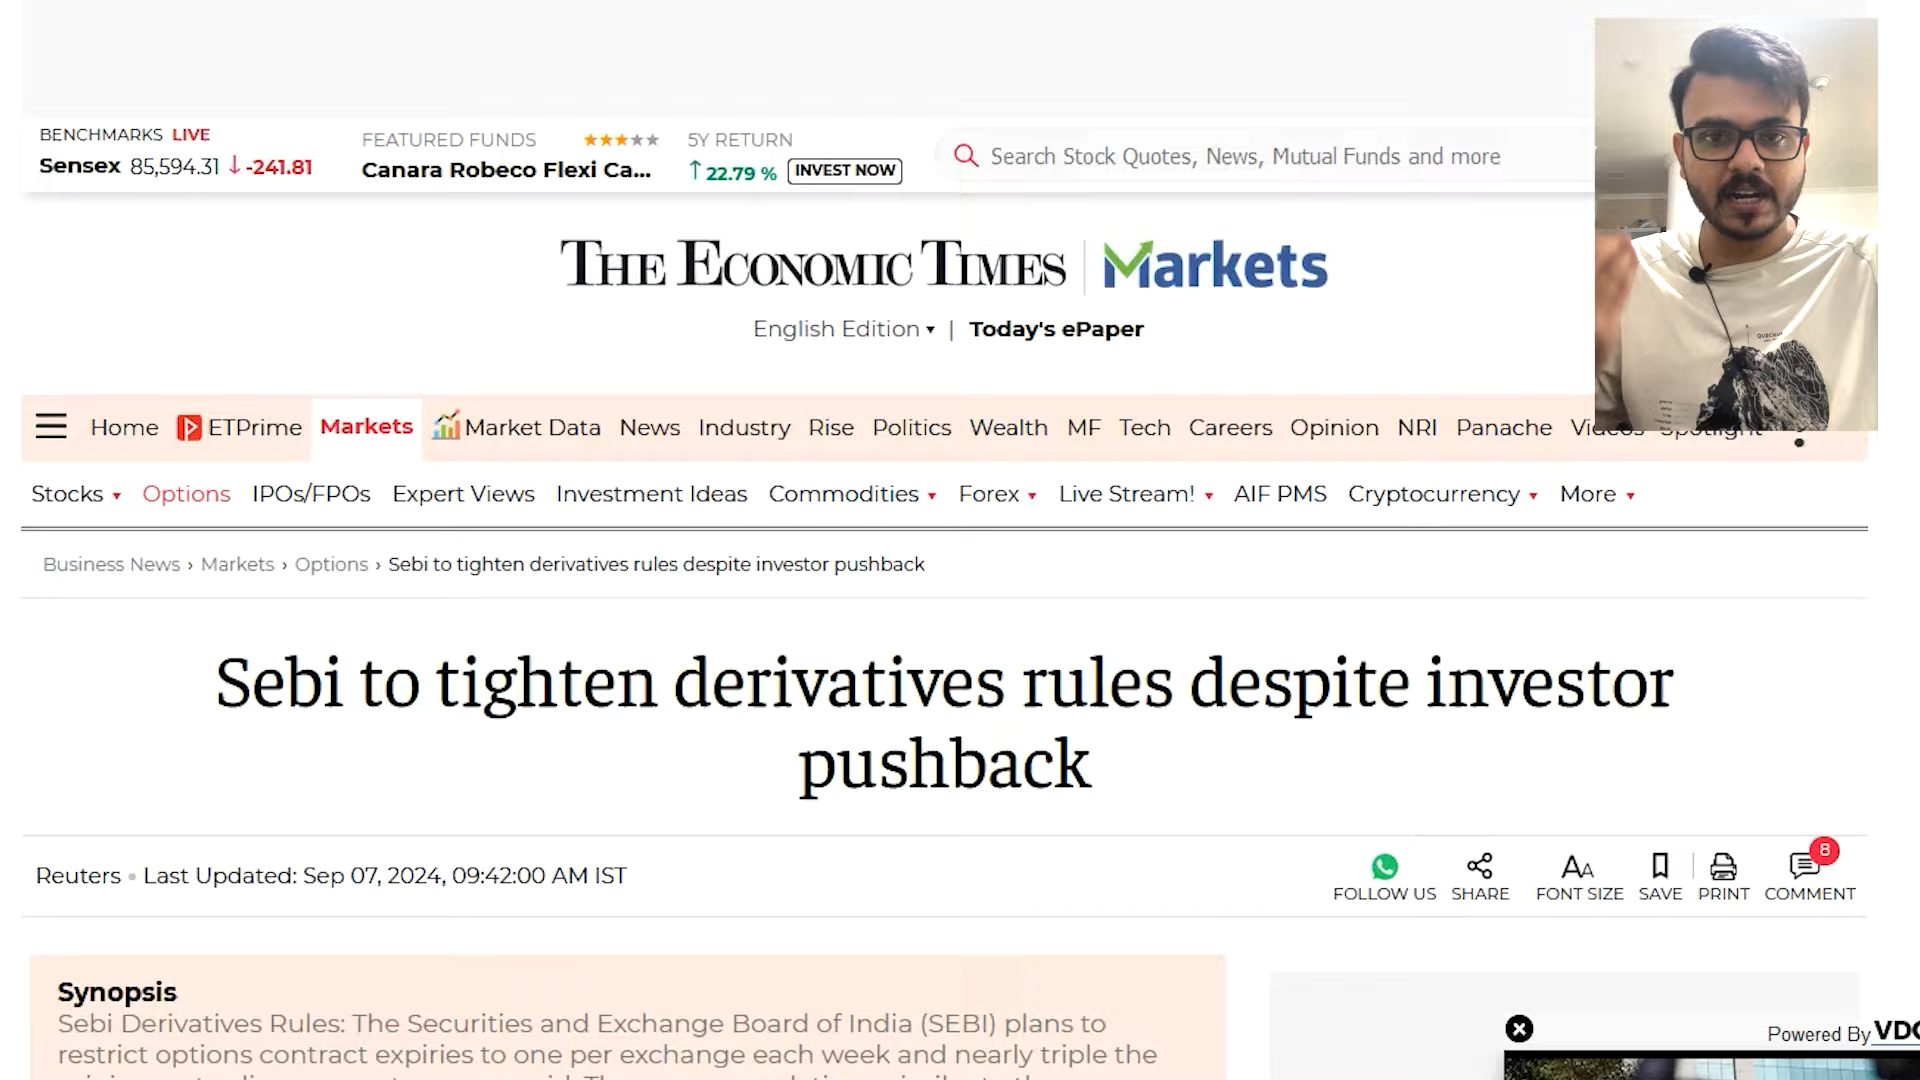 BENCHMARKS LIVE
Sensex 85,594.31 ↓ -241.81
FEATURED FUNDS ★★★★★
Canara Robeco Flexi Ca...
5Y RETURN
↑ 22.79 % INVEST NOW
Search Stock Quotes, News, Mutual Funds and more
THE ECONOMIC TIMES | Markets
English Edition ▾ | Today's ePaper
Home ETPrime Markets Market Data News Industry Rise Politics Wealth MF Tech Careers Opinion NRI Panache Videos Spotlight
Stocks ▾ Options IPOs/FPOs Expert Views Investment Ideas Commodities ▾ Forex ▾ Live Stream! ▾ AIF PMS Cryptocurrency ▾ More ▾
Business News › Markets › Options › Sebi to tighten derivatives rules despite investor pushback
Sebi to tighten derivatives rules despite investor
pushback
Reuters • Last Updated: Sep 07, 2024, 09:42:00 AM IST
8
FOLLOW US SHARE FONT SIZE SAVE PRINT COMMENT
Synopsis
Sebi Derivatives Rules: The Securities and Exchange Board of India (SEBI) plans to
restrict options contract expiries to one per exchange each week and nearly triple the
Powered By VDO